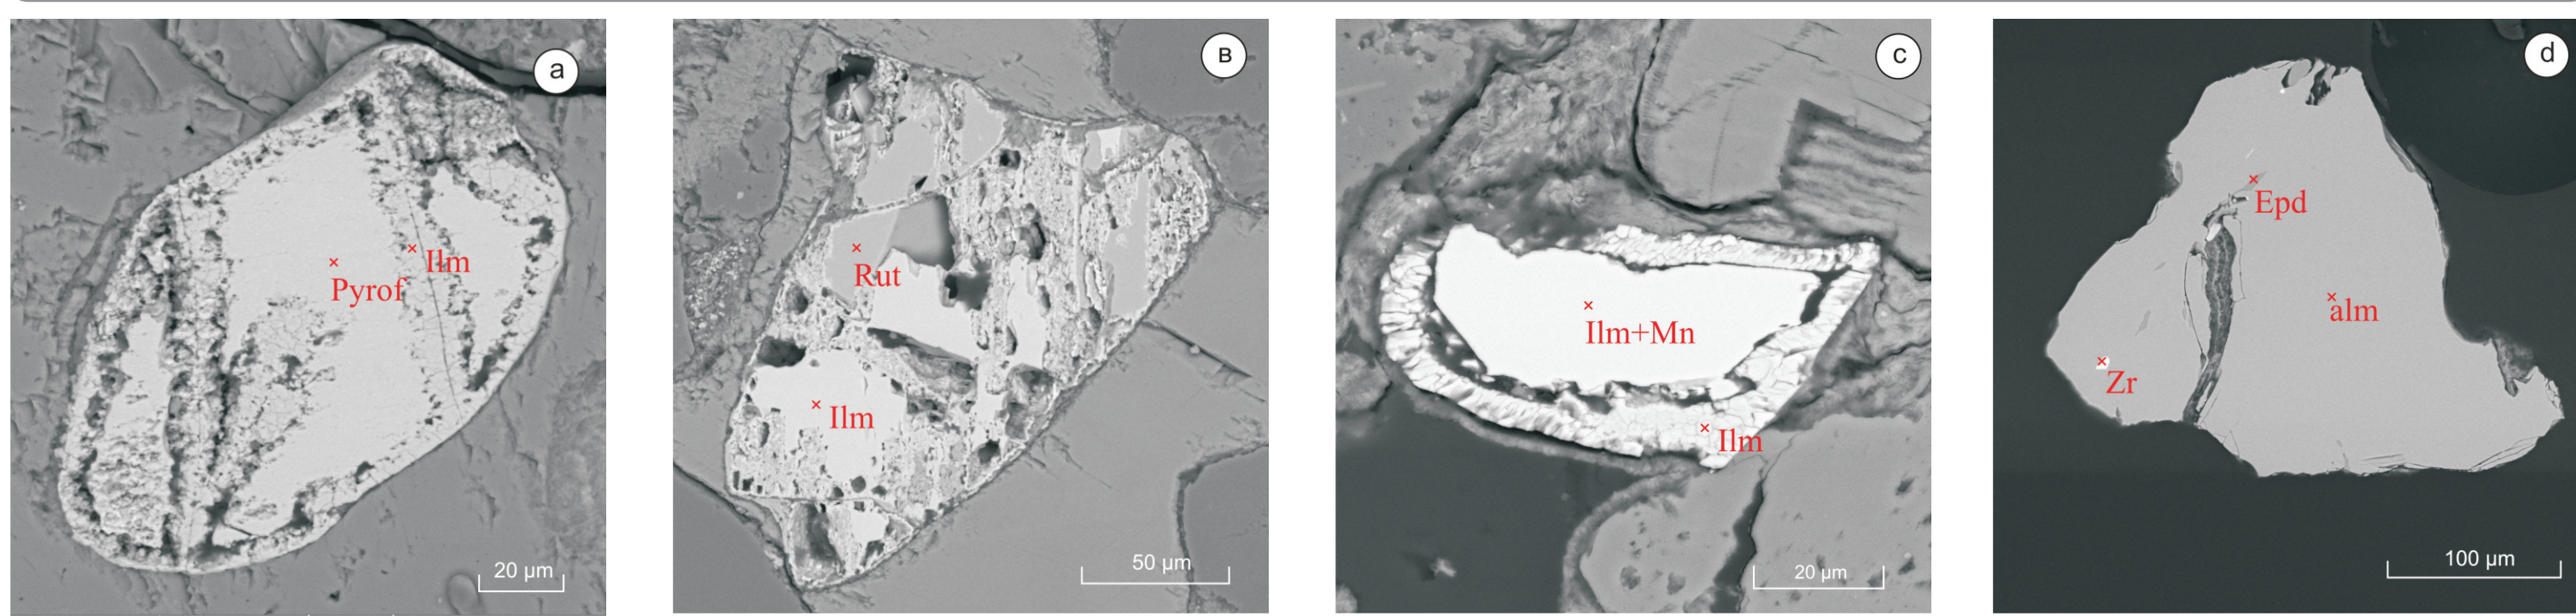 a
Pyrof
Ilm
20 µm
в
Rut
Ilm
50 µm
c
Ilm+Mn
Ilm
20 µm
d
Epd
alm
Zr
100 µm